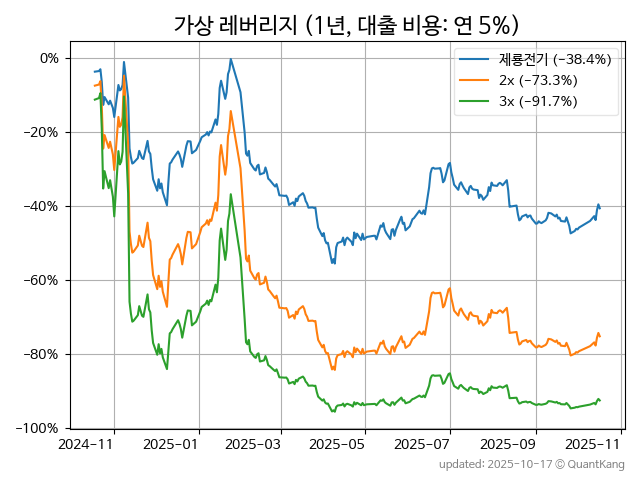 가상 레버리지 (1년, 대출 비용: 연 5%)
제룡전기 (−38.4%)
2x (−73.3%)
3x (−91.7%)
0%
−20%
−40%
−60%
−80%
−100%
2024−11 2025−01 2025−03 2025−05 2025−07 2025−09 2025−11
updated: 2025-10-17 © QuantKang